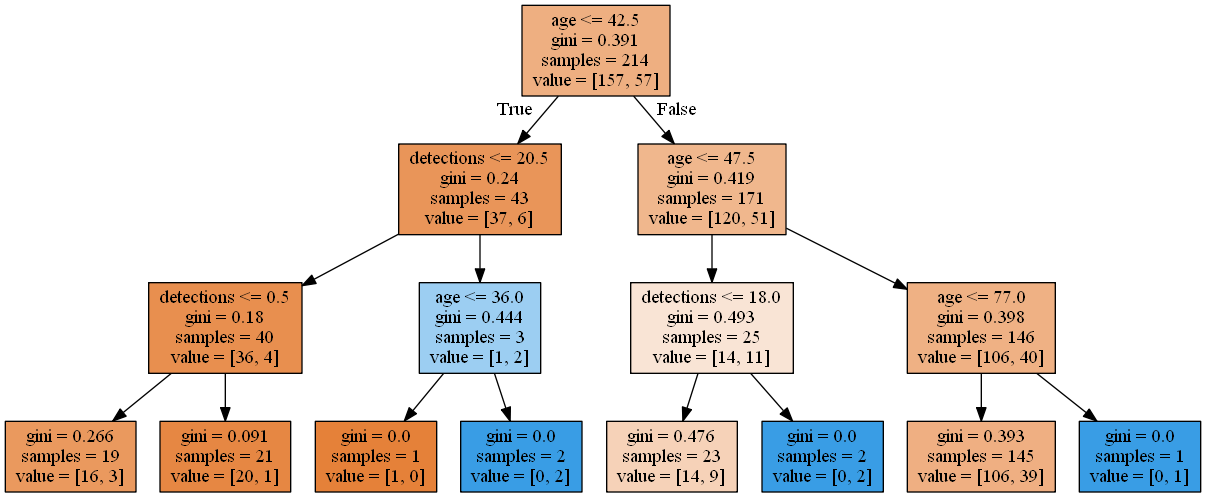 age <= 42.5
gini = 0.391
samples = 214
value = [157, 57]
True
False
detections <= 20.5
gini = 0.24
samples = 43
value = [37, 6]
age <= 47.5
gini = 0.419
samples = 171
value = [120, 51]
detections <= 0.5
gini = 0.18
samples = 40
value = [36, 4]
age <= 36.0
gini = 0.444
samples = 3
value = [1, 2]
detections <= 18.0
gini = 0.493
samples = 25
value = [14, 11]
age <= 77.0
gini = 0.398
samples = 146
value = [106, 40]
gini = 0.266
samples = 19
value = [16, 3]
gini = 0.091
samples = 21
value = [20, 1]
gini = 0.0
samples = 1
value = [1, 0]
gini = 0.0
samples = 2
value = [0, 2]
gini = 0.476
samples = 23
value = [14, 9]
gini = 0.0
samples = 2
value = [0, 2]
gini = 0.393
samples = 145
value = [106, 39]
gini = 0.0
samples = 1
value = [0, 1]